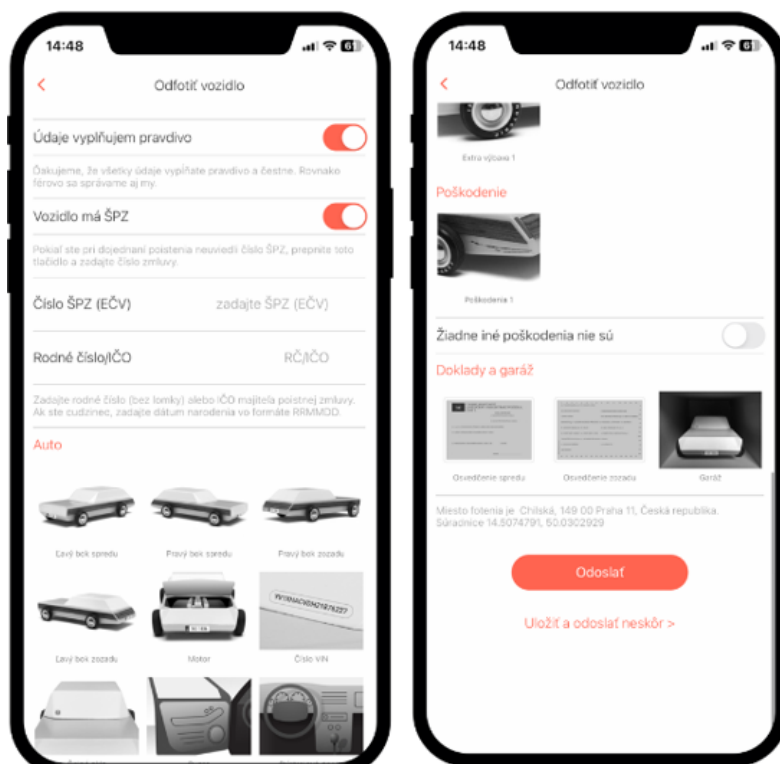 14:48
Odfotiť vozidlo
Údaje vyplňujem pravdivo
Ďakujeme, že všetky údaje vypĺňate pravdivo a čestne. Rovnako
férovo sa správame aj my.
Vozidlo má ŠPZ
Pokiaľ ste pri dojednaní poistenia neuviedli číslo ŠPZ, prepnite toto
tlačidlo a zadajte číslo zmluvy.
Číslo ŠPZ (EČV) zadajte ŠPZ (EČV)
Rodné číslo/IČO RČ/IČO
Zadajte rodné číslo (bez lomky) alebo IČO majiteľa poistnej zmluvy.
Ak ste cudzinec, zadajte dátum narodenia vo formáte RRMMDD.
Auto
Ľavý bok spredu Pravý bok spredu Pravý bok zozadu
Ľavý bok zozadu Motor Číslo VIN
14:48
Odfotiť vozidlo
Extra výbava 1
Poškodenie
Poškodenia 1
Žiadne iné poškodenia nie sú
Doklady a garáž
Osvedčenie spredu Osvedčenie zozadu Garáž
Miesto fotenia je Chilská, 149 00 Praha 11, Česká republika.
Súradnice 14.5074791, 50.0302929
Odoslať
Uložiť a odoslať neskôr >